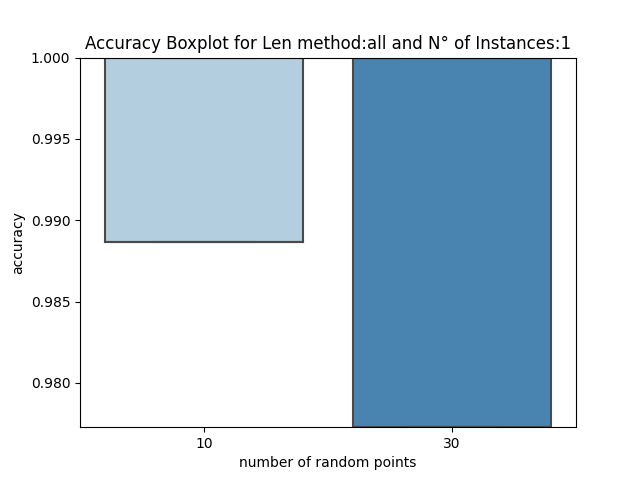 Accuracy Boxplot for Len method:all and N° of Instances:1
1.000
0.995
0.990
0.985
0.980
accuracy
10
30
number of random points